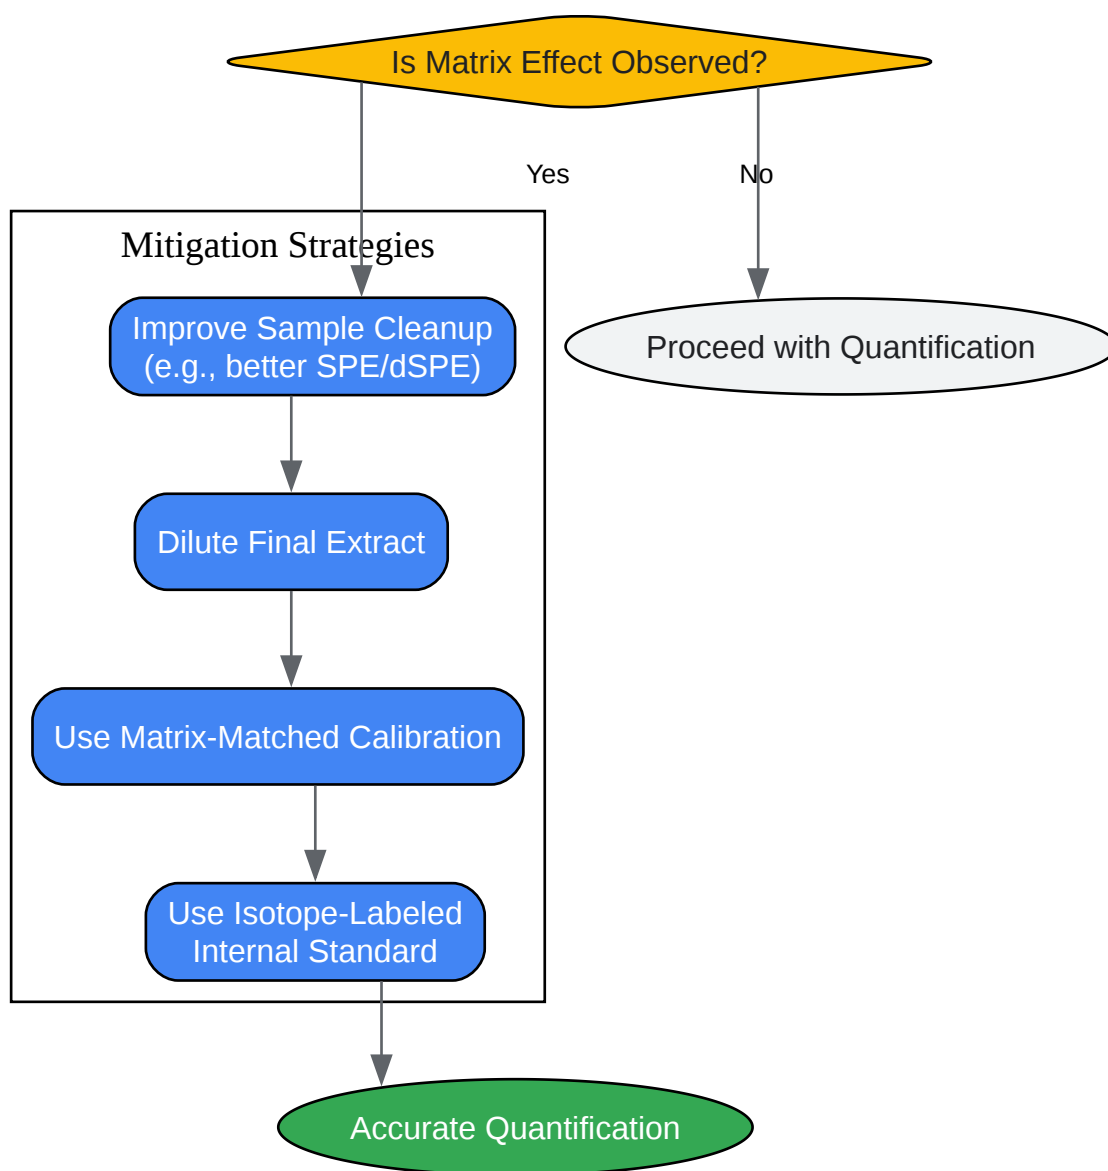 Is Matrix Effect Observed?
Yes
No
Mitigation Strategies
Improve Sample Cleanup
(e.g., better SPE/dSPE)
Proceed with Quantification
Dilute Final Extract
Use Matrix-Matched Calibration
Use Isotope-Labeled
Internal Standard
Accurate Quantification